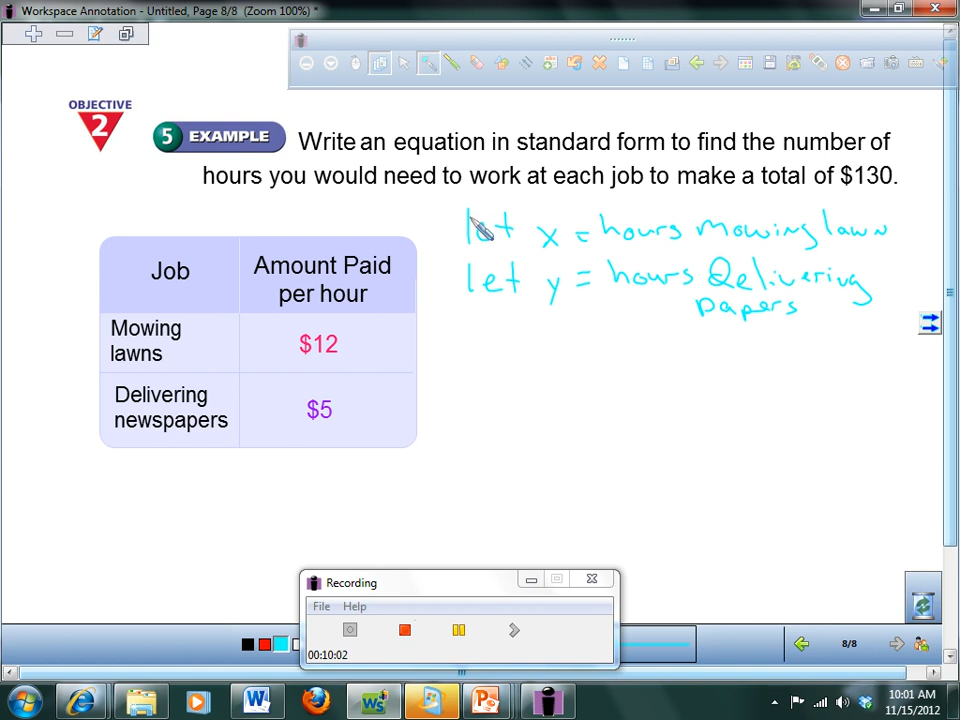 Workspace Annotation - Untitled, Page 8/8 (Zoom 100%) *
OBJECTIVE
2
5 EXAMPLE
Write an equation in standard form to find the number of
hours you would need to work at each job to make a total of $130.
let x = hours mowing lawn
let y = hours Delivering
papers
Job
Amount Paid
per hour
Mowing
lawns
$12
Delivering
newspapers
$5
Recording
File Help
00:10:02
8/8
10:01 AM
11/15/2012